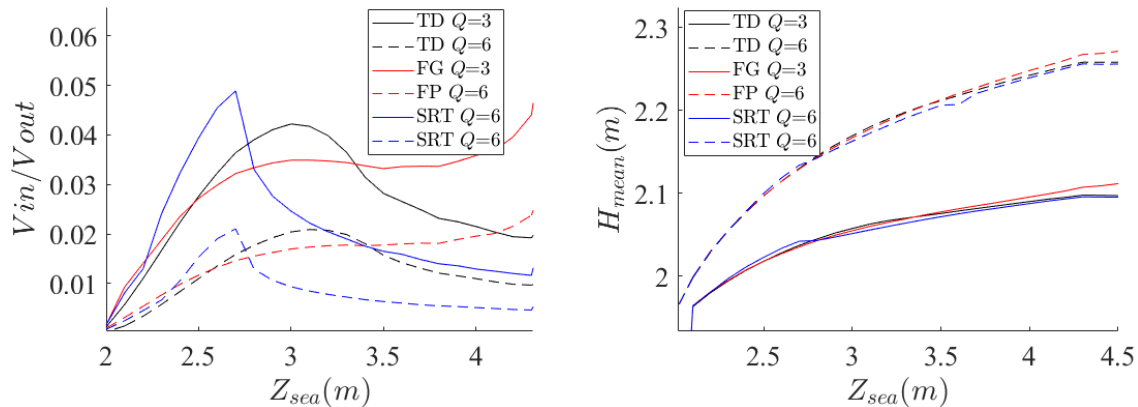 TD Q=3
TD Q=6
FG Q=3
FP Q=6
SRT Q=6
SRT Q=6
0.06
0.05
0.04
0.03
0.02
0.01
Vin/Vout
2 2.5 3 3.5 4
Z_sea(m)
TD Q=3
TD Q=6
FG Q=3
FP Q=6
SRT Q=6
SRT Q=6
2.3
2.2
2.1
2
H_mean(m)
2.5 3 3.5 4 4.5
Z_sea(m)